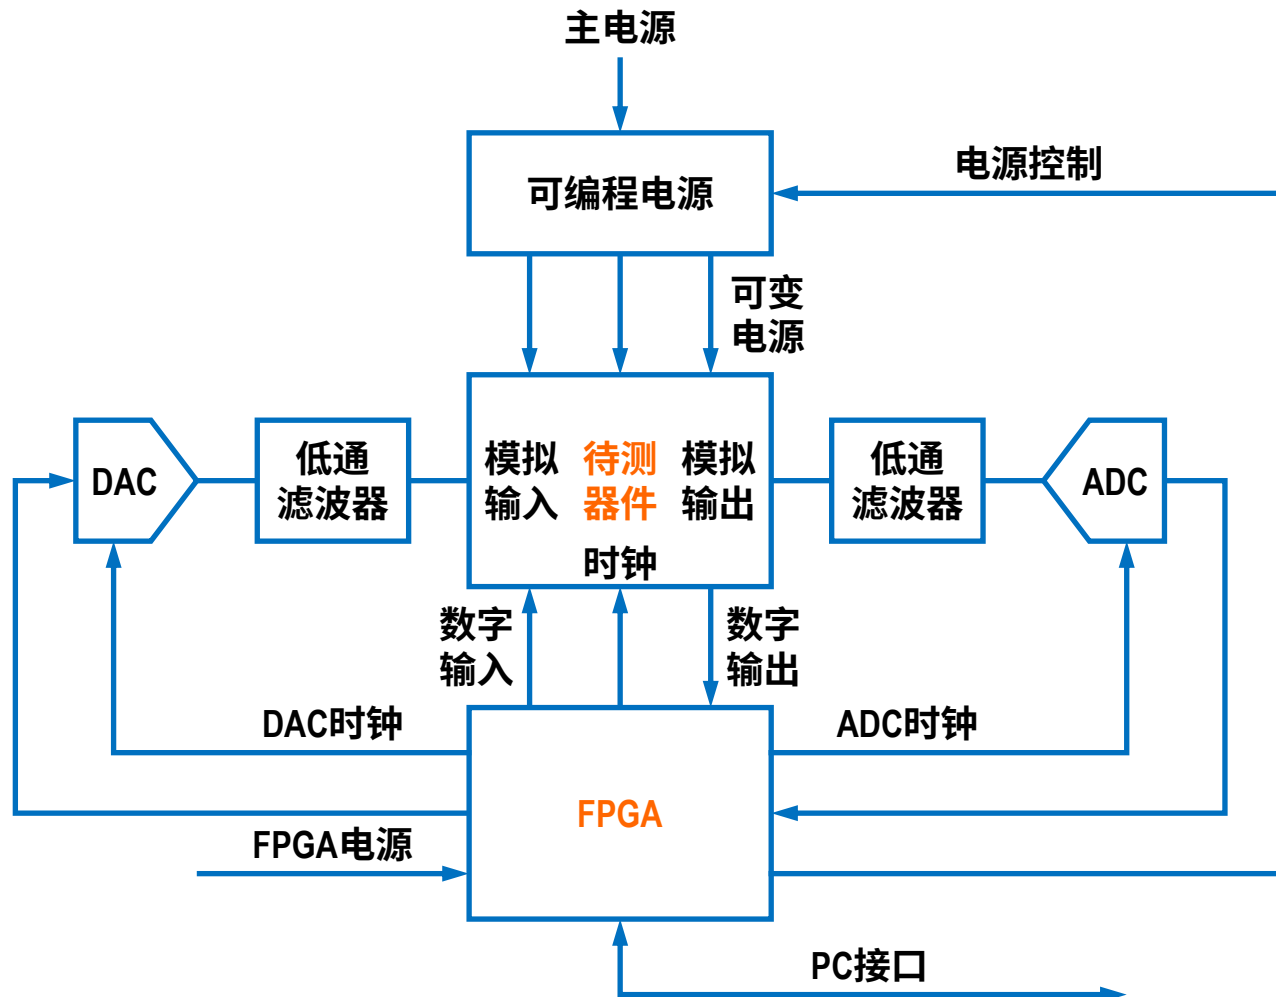 主电源
电源控制
可编程电源
可变
电源
DAC
低通
滤波器
模拟
输入
待测
器件
模拟
输出
时钟
低通
滤波器
ADC
数字
输入
数字
输出
DAC时钟
ADC时钟
FPGA
FPGA电源
PC接口